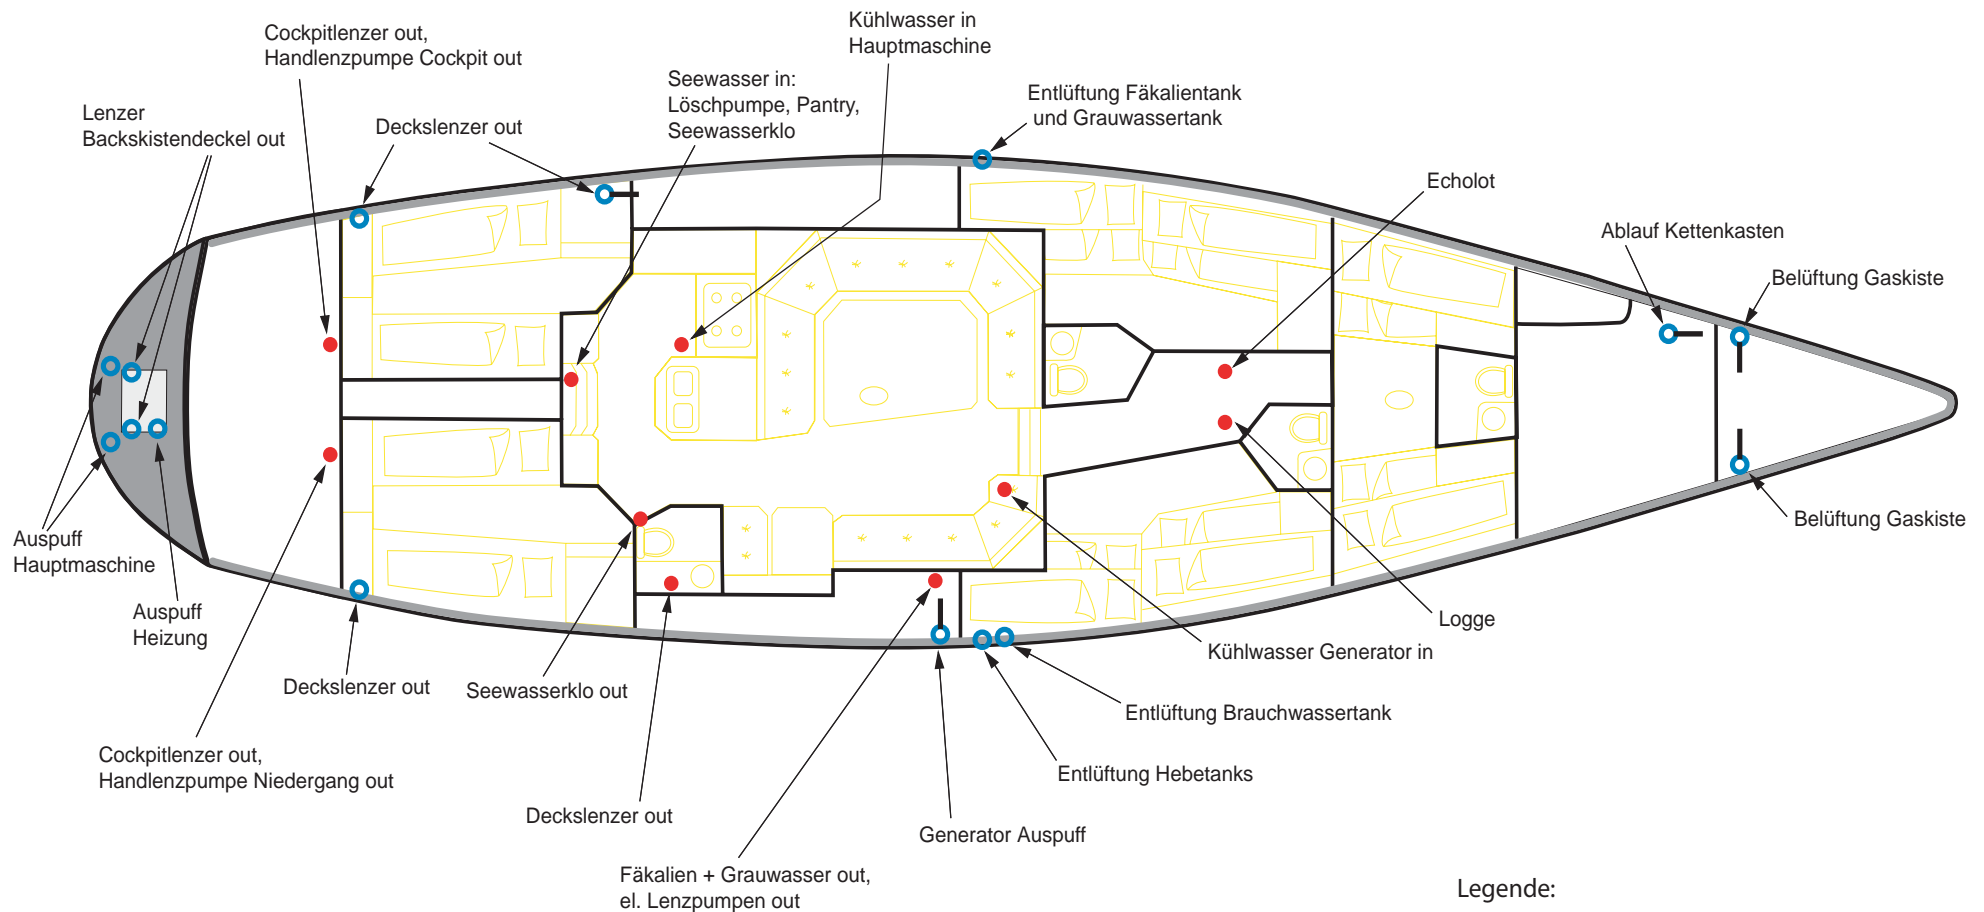 Cockpitlenzer out,
Handlenzpumpe Cockpit out
Kühlwasser in
Hauptmaschine
Seewasser in:
Löschpumpe, Pantry,
Seewasserklo
Entlüftung Fäkalientank
und Grauwassertank
Lenzer
Backskistendeckel out
Deckslenzer out
Echolot
Ablauf Kettenkasten
Belüftung Gaskiste
Belüftung Gaskiste
Auspuff
Hauptmaschine
Auspuff
Heizung
Logge
Kühlwasser Generator in
Deckslenzer out
Seewasserklo out
Entlüftung Brauchwassertank
Cockpitlenzer out,
Handlenzpumpe Niedergang out
Entlüftung Hebetanks
Deckslenzer out
Generator Auspuff
Fäkalien + Grauwasser out,
el. Lenzpumpen out
Legende: